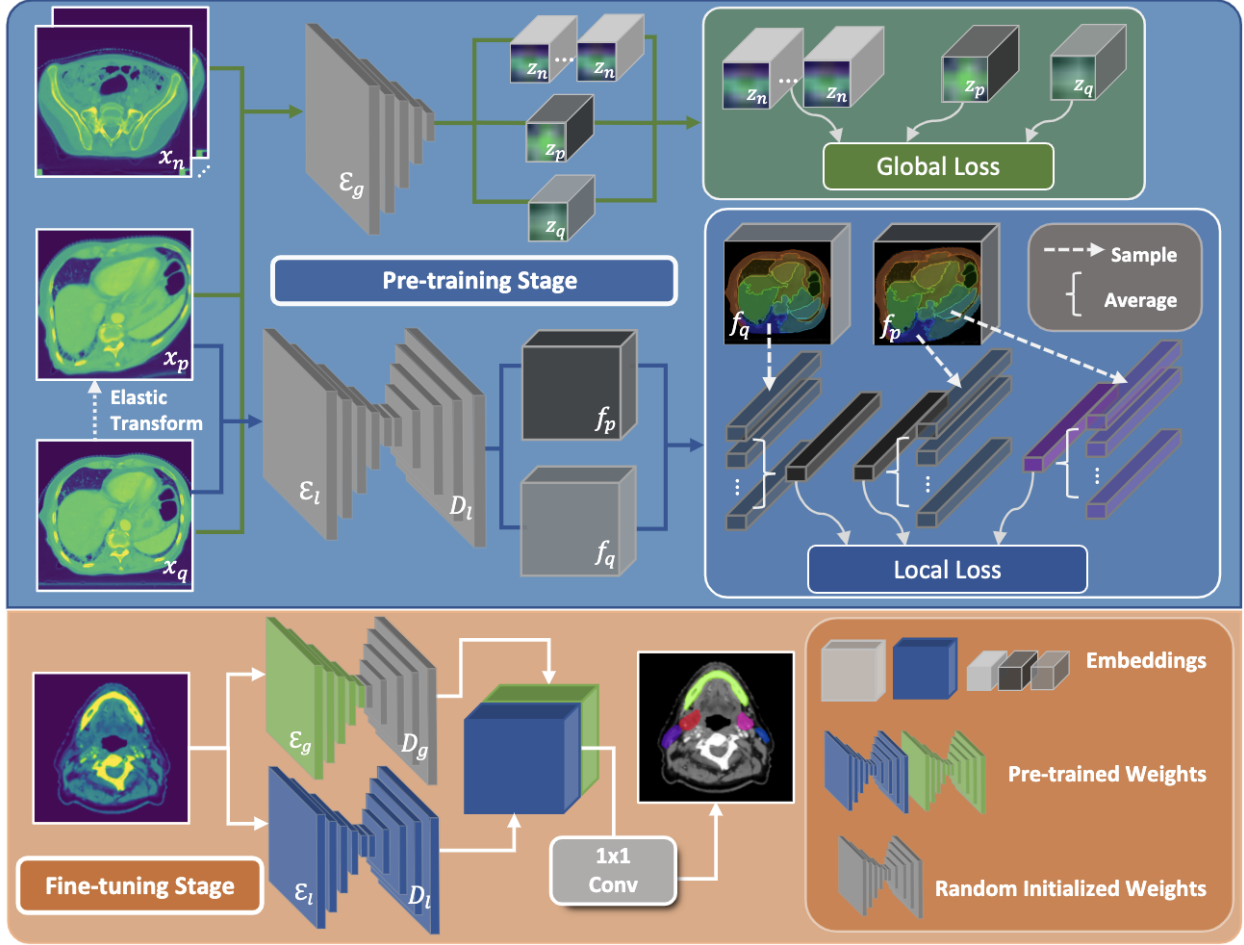 x_n
...
ε_g
z_n ... z_n
z_p
z_q
z_n ... z_n
z_p
z_q
Global Loss
Pre-training Stage
x_p
Elastic
Transform
x_q
ε_l
D_l
f_p
f_q
f_q
f_p
Sample
Average
...
...
...
Local Loss
ε_g
D_g
ε_l
D_l
Fine-tuning Stage
1x1
Conv
Embeddings
Pre-trained Weights
Random Initialized Weights